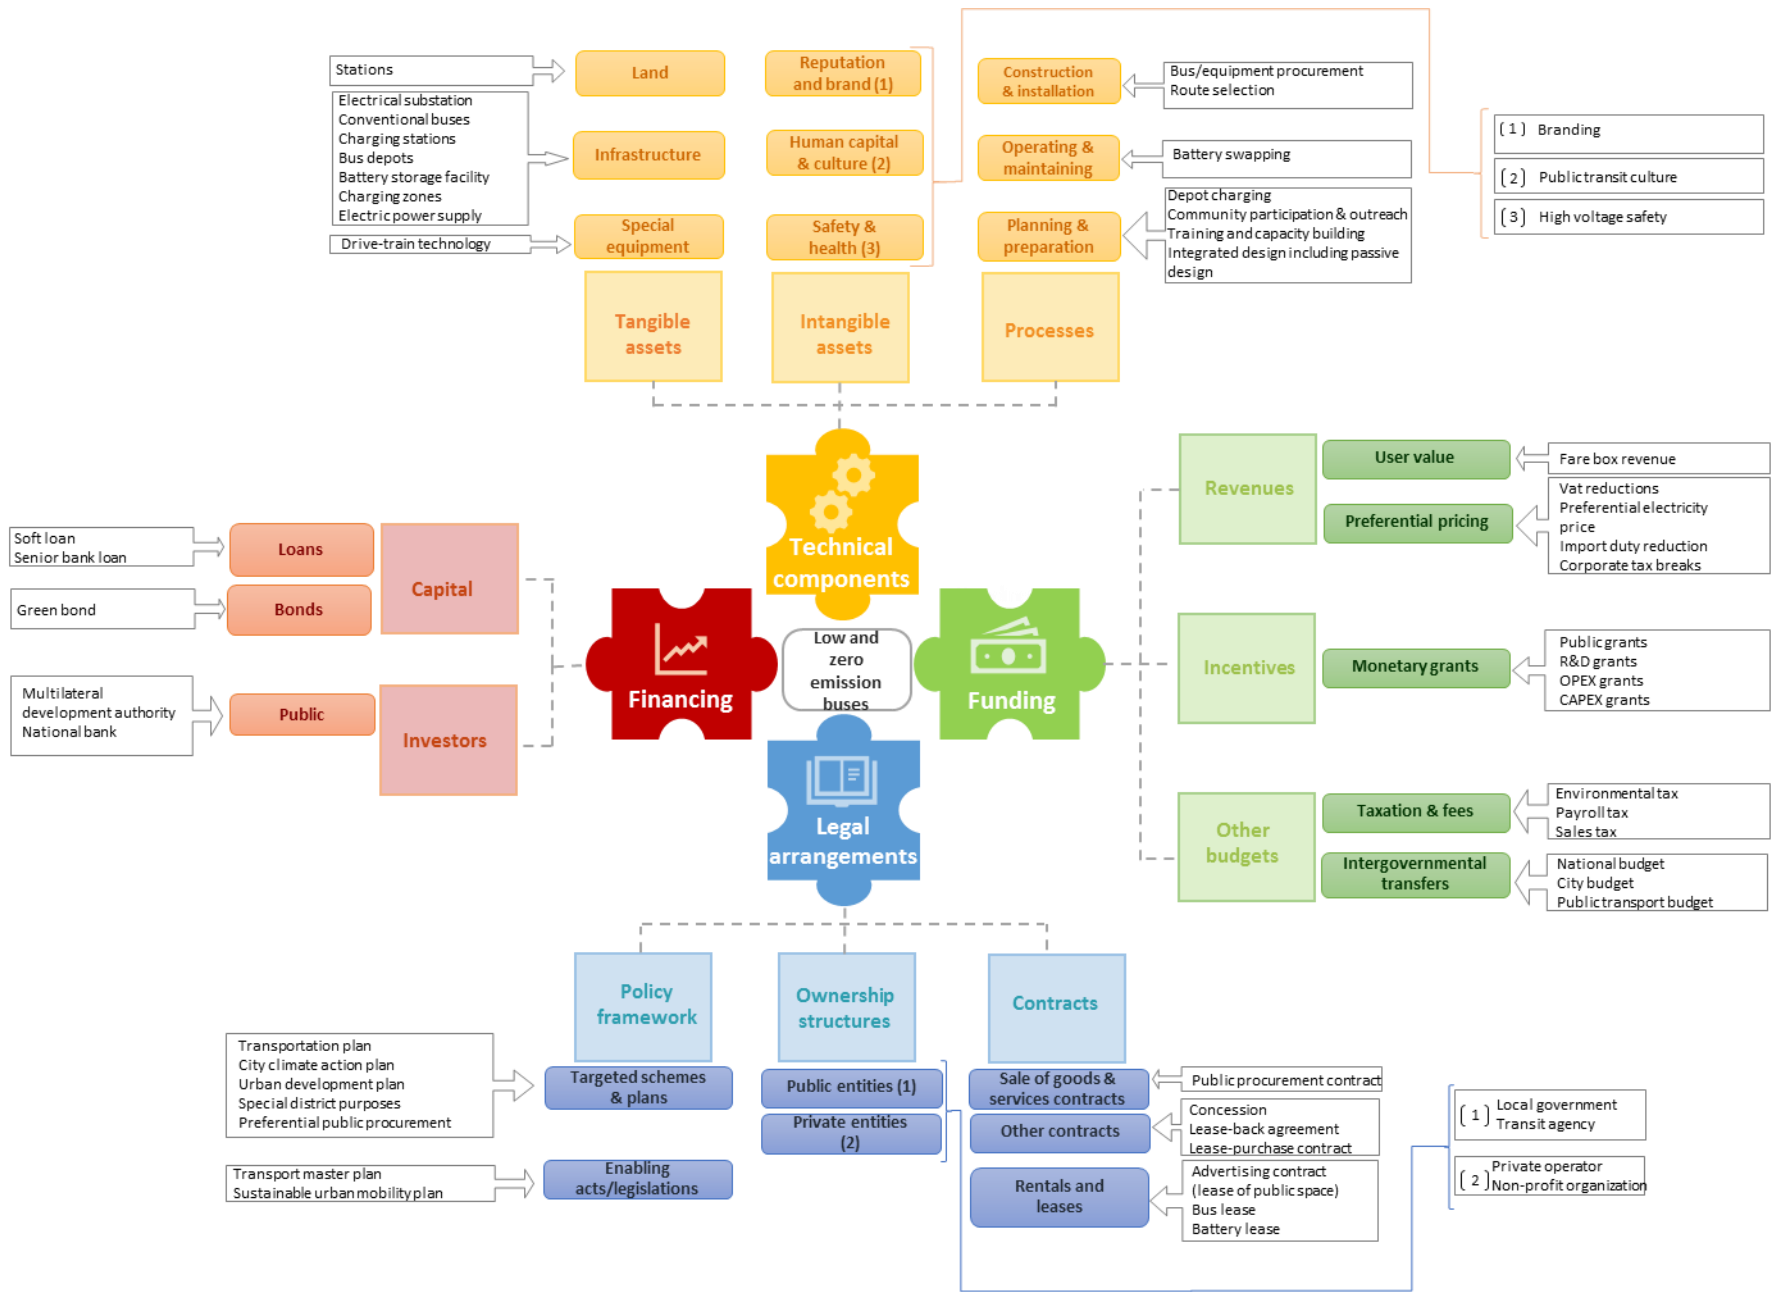 Stations
Land
Electrical substation
Conventional buses
Charging stations
Bus depots
Battery storage facility
Charging zones
Electric power supply
Infrastructure
Drive-train technology
Special
equipment
Reputation
and brand (1)
Human capital
& culture (2)
Safety &
health (3)
Construction
& installation
Bus/equipment procurement
Route selection
Operating &
maintaining
Battery swapping
Planning &
preparation
Depot charging
Community participation & outreach
Training and capacity building
Integrated design including passive
design
(1) Branding
(2) Public transit culture
(3) High voltage safety
Tangible
assets
Intangible
assets
Processes
Technical
components
Soft loan
Senior bank loan
Loans
Green bond
Bonds
Capital
Multilateral
development authority
National bank
Public
Investors
Financing
Low and
zero
emission
buses
Funding
Revenues
User value
Fare box revenue
Preferential pricing
Vat reductions
Preferential electricity
price
Import duty reduction
Corporate tax breaks
Incentives
Monetary grants
Public grants
R&D grants
OPEX grants
CAPEX grants
Other
budgets
Taxation & fees
Environmental tax
Payroll tax
Sales tax
Intergovernmental
transfers
National budget
City budget
Public transport budget
Legal
arrangements
Policy
framework
Ownership
structures
Contracts
Transportation plan
City climate action plan
Urban development plan
Special district purposes
Preferential public procurement
Targeted schemes
& plans
Transport master plan
Sustainable urban mobility plan
Enabling
acts/legislations
Public entities (1)
Private entities
(2)
Sale of goods &
services contracts
Public procurement contract
Other contracts
Concession
Lease-back agreement
Lease-purchase contract
Rentals and
leases
Advertising contract
(lease of public space)
Bus lease
Battery lease
(1) Local government
Transit agency
(2) Private operator
Non-profit organization